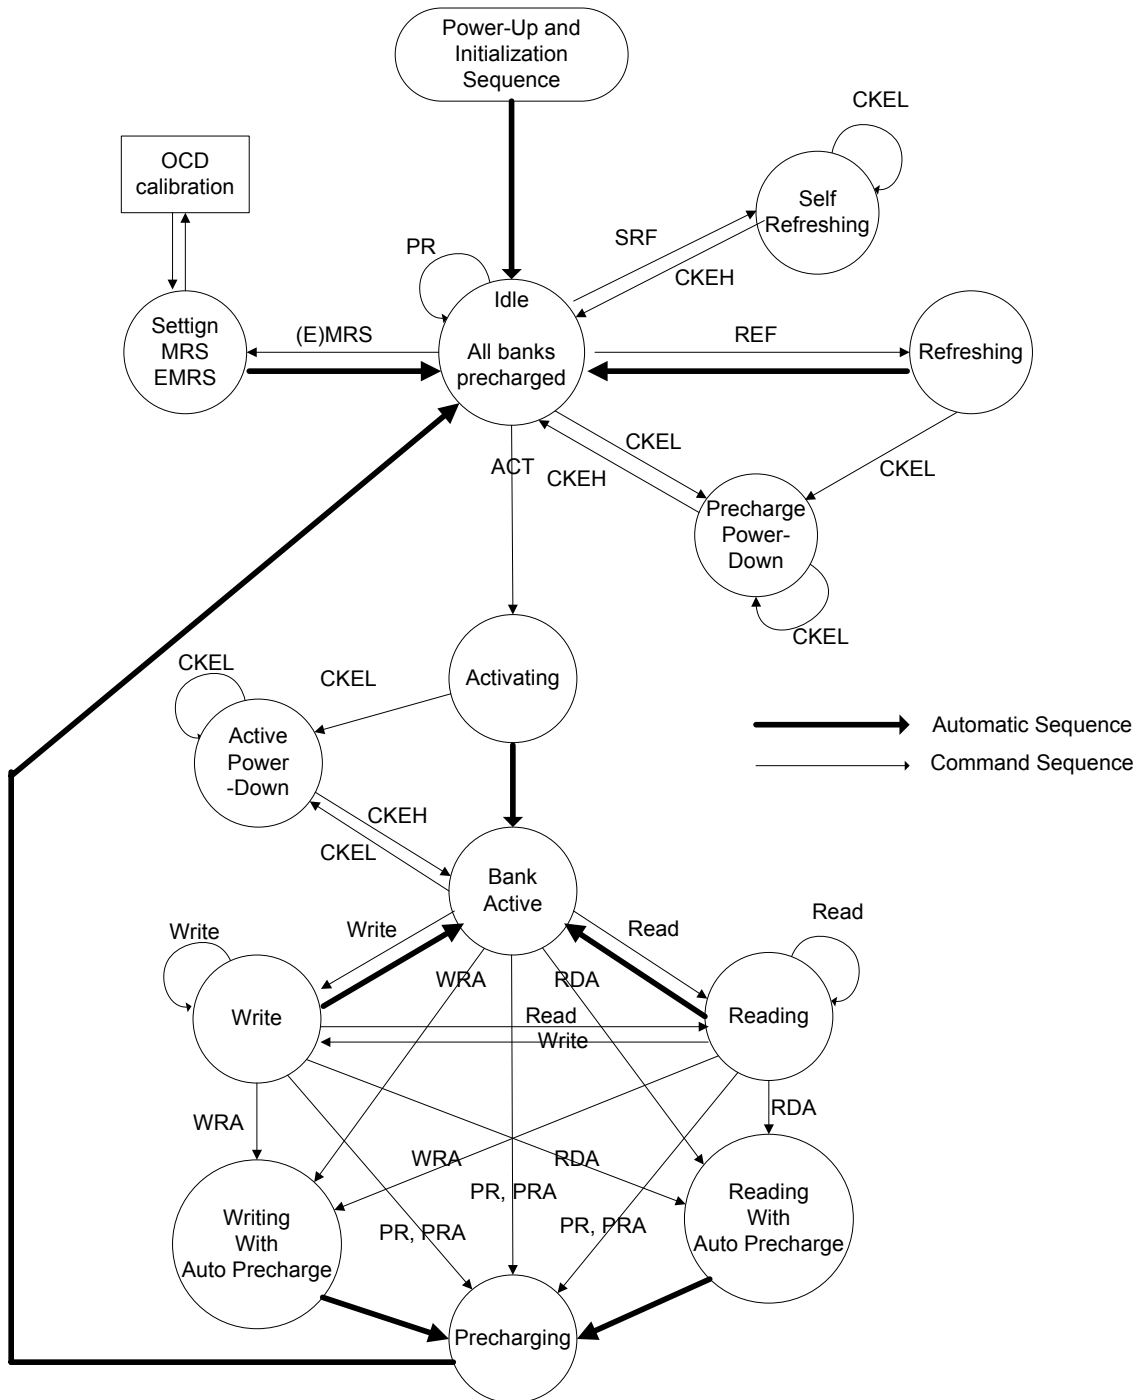 Power-Up and
Initialization
Sequence
CKEL
OCD
calibration
Self
Refreshing
SRF
PR
CKEH
Idle
Settign
MRS
EMRS
(E)MRS
All banks
precharged
REF
Refreshing
CKEL
ACT
CKEH
CKEL
Precharge
Power-
Down
CKEL
CKEL
CKEL
Activating
Active
Power
-Down
Automatic Sequence
Command Sequence
CKEH
CKEL
Bank
Active
Write
Write
Read
Read
WRA
RDA
Write
Read
Write
Reading
WRA
RDA
WRA
RDA
PR, PRA
PR, PRA
PR, PRA
Writing
With
Auto Precharge
Reading
With
Auto Precharge
Precharging